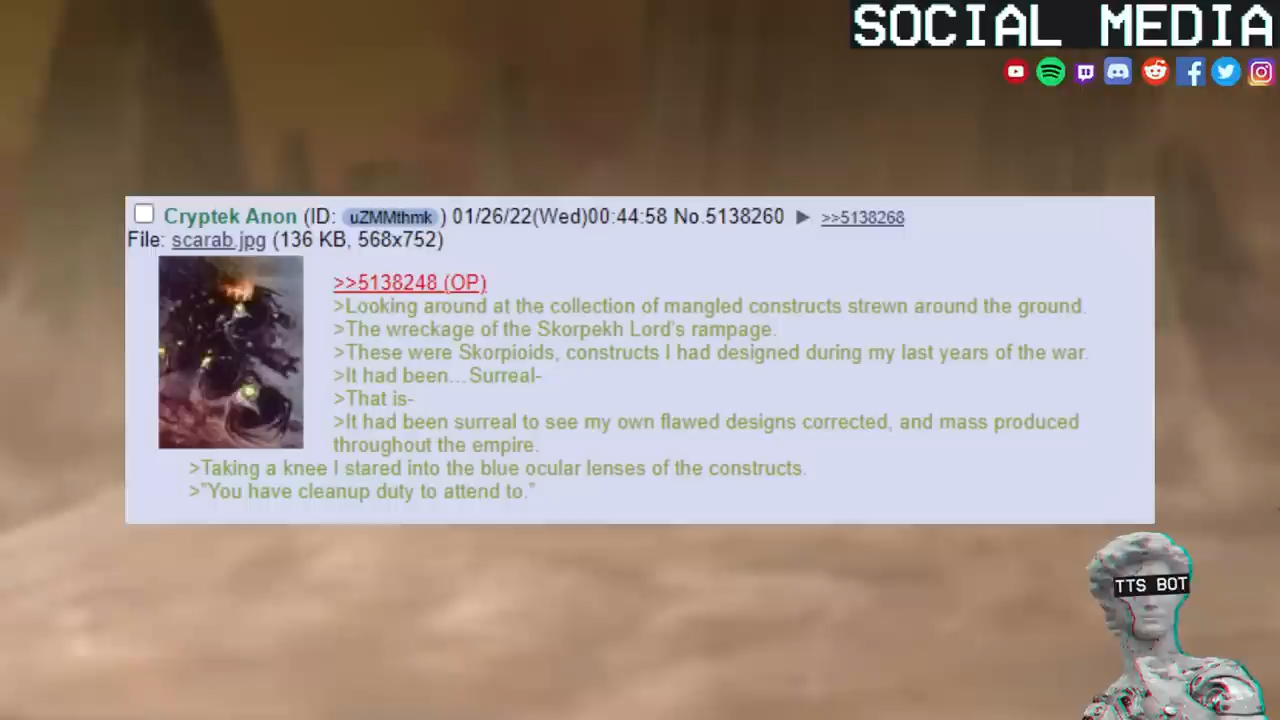 SOCIAL MEDIA
Cryptek Anon (ID: uZMMthmk ) 01/26/22(Wed)00:44:58 No.5138260 ▶ >>5138268
File: scarab.jpg (136 KB, 568x752)
>>5138248 (OP)
>Looking around at the collection of mangled constructs strewn around the ground.
>The wreckage of the Skorpekh Lord's rampage.
>These were Skorpioids, constructs I had designed during my last years of the war.
>It had been…Surreal-
>That is-
>It had been surreal to see my own flawed designs corrected, and mass produced
throughout the empire.
>Taking a knee I stared into the blue ocular lenses of the constructs.
>"You have cleanup duty to attend to."
TTS BOT